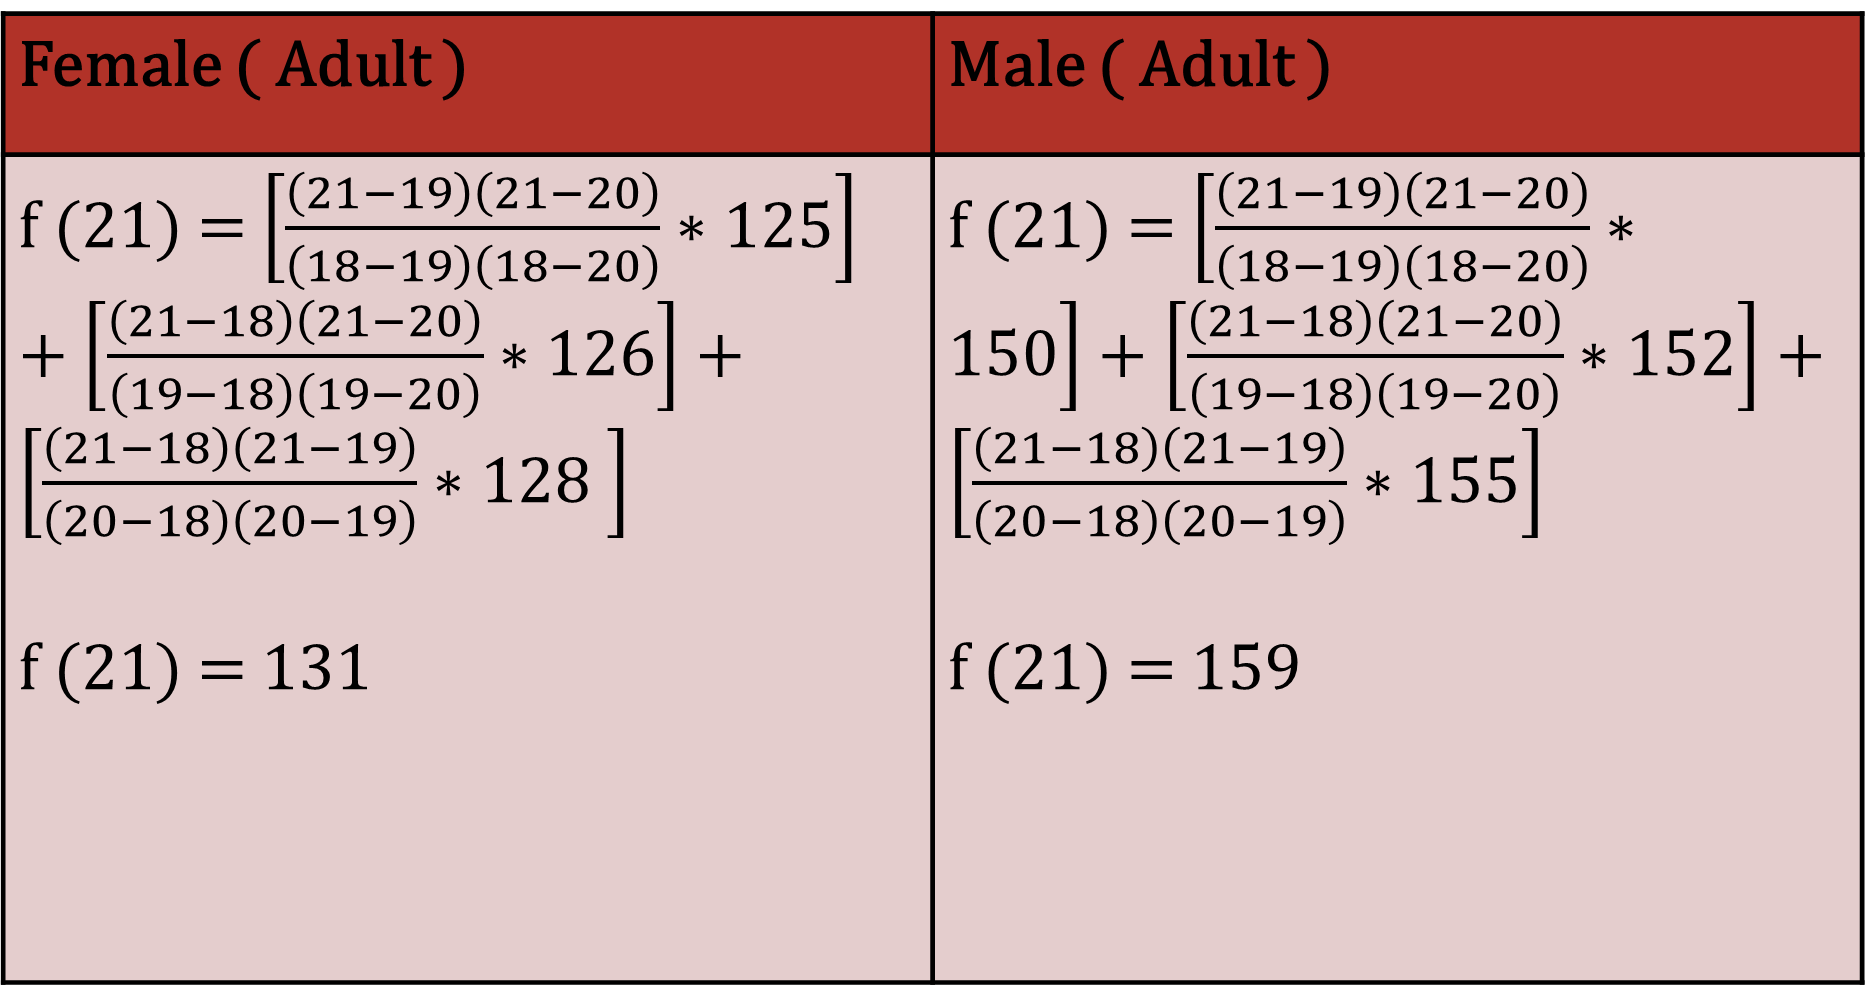 Female ( Adult )
f (21) = [(21−19)(21−20)/(18−19)(18−20) * 125]
+ [(21−18)(21−20)/(19−18)(19−20) * 126] +
[(21−18)(21−19)/(20−18)(20−19) * 128 ]
f (21) = 131
Male ( Adult )
f (21) = [(21−19)(21−20)/(18−19)(18−20) *
150] + [(21−18)(21−20)/(19−18)(19−20) * 152] +
[(21−18)(21−19)/(20−18)(20−19) * 155]
f (21) = 159